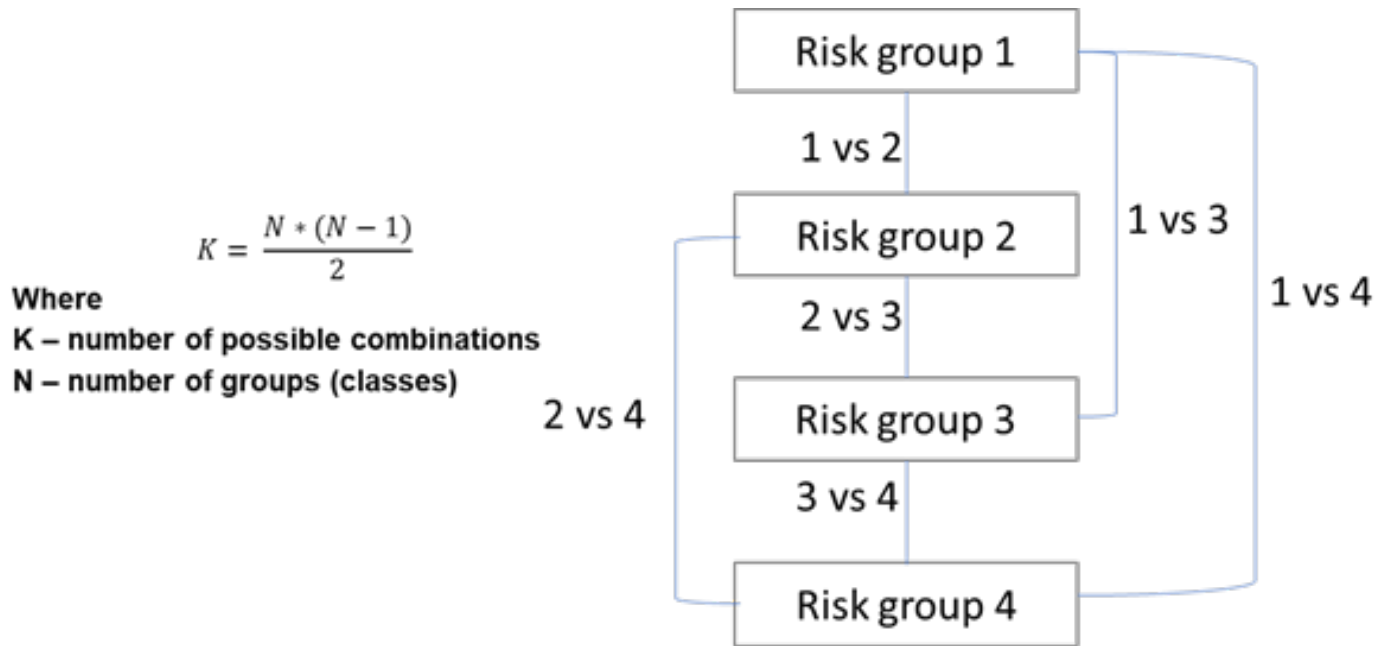 K = N * (N − 1) / 2
Where
K – number of possible combinations
N – number of groups (classes)
Risk group 1
1 vs 2
Risk group 2
1 vs 3
2 vs 3
1 vs 4
2 vs 4
Risk group 3
3 vs 4
Risk group 4